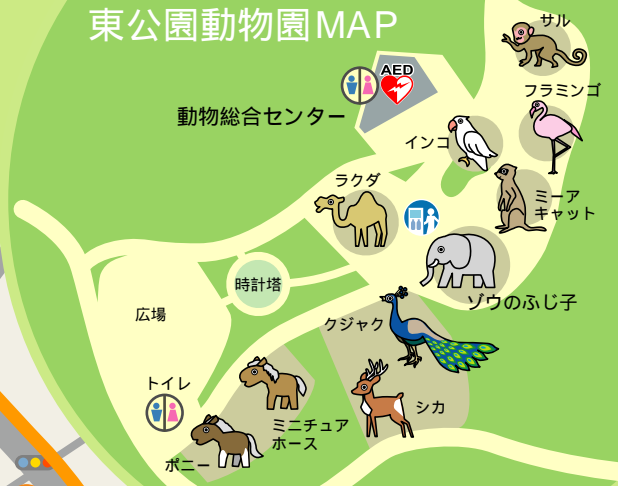 東公園動物園MAP
サル
AED
フラミンゴ
動物総合センター
インコ
ラクダ
ミーア
キャット
時計塔
ゾウのふじ子
広場
クジャク
トイレ
シカ
ミニチュア
ホース
ポニー